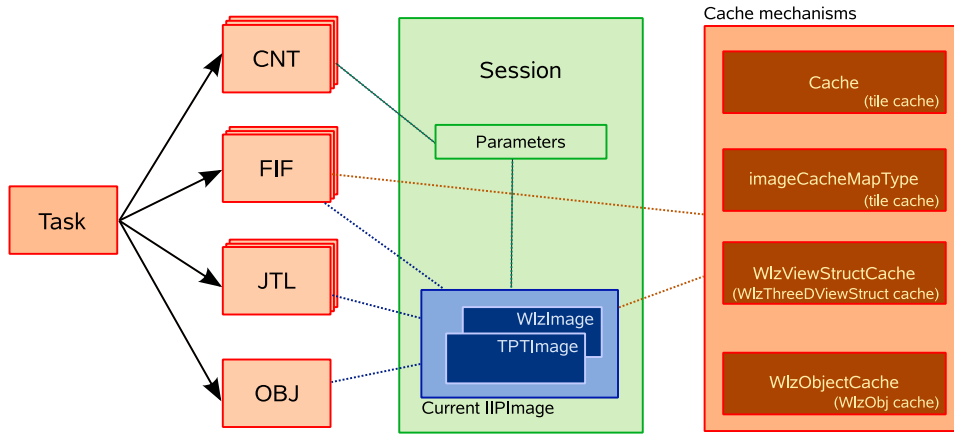 Cache mechanisms
CNT
Session
Cache
(tile cache)
Parameters
FIF
imageCacheMapType
(tile cache)
Task
JTL
WlzViewStructCache
(WlzThreeDViewStruct cache)
WlzImage
TPTImage
OBJ
WlzObjectCache
(WlzObj cache)
Current IIPImage